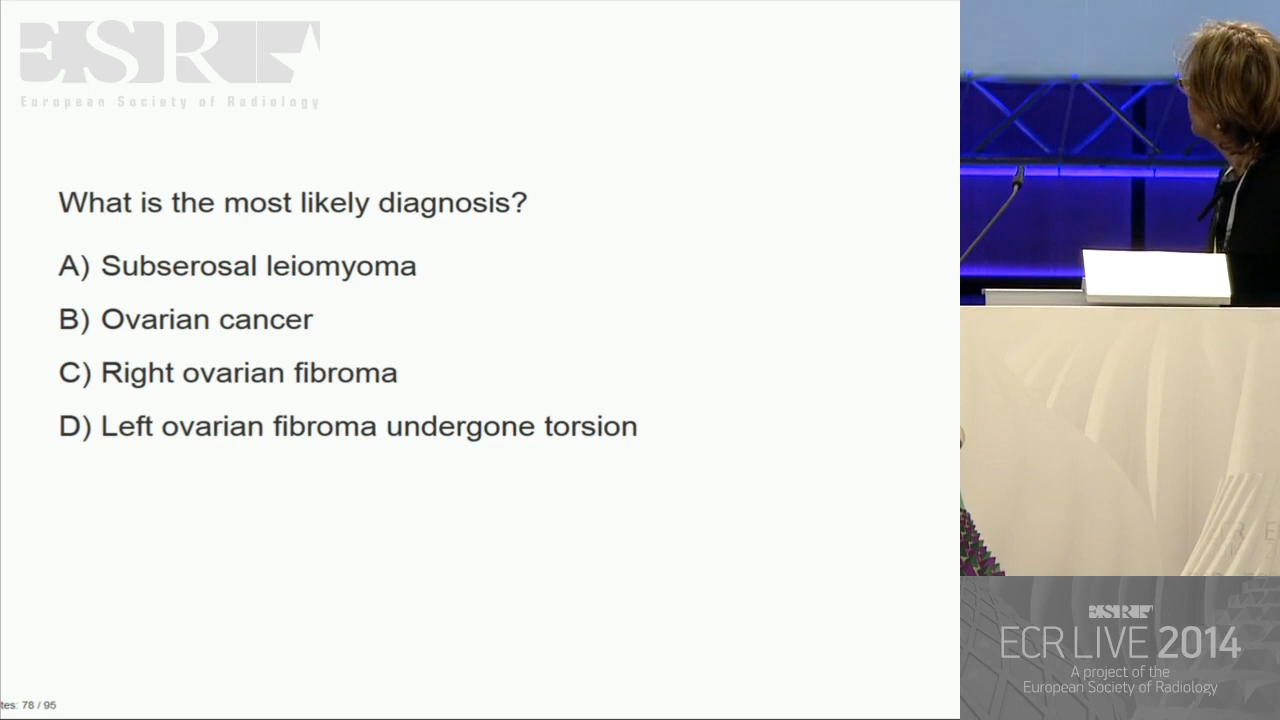 ESR
European Society of Radiology
What is the most likely diagnosis?
A) Subserosal leiomyoma
B) Ovarian cancer
C) Right ovarian fibroma
D) Left ovarian fibroma undergone torsion
tes: 78 / 95
ESR
ECR LIVE 2014
A project of the
European Society of Radiology